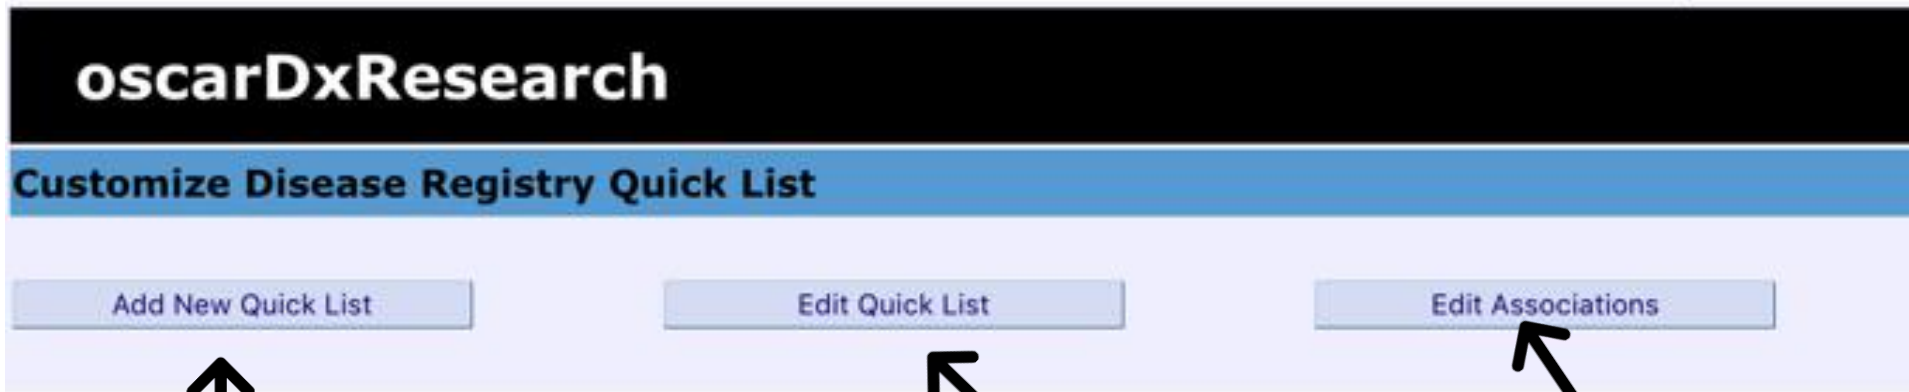 oscarDxResearch
Customize Disease Registry Quick List
Add New Quick List
Edit Quick List
Edit Associations